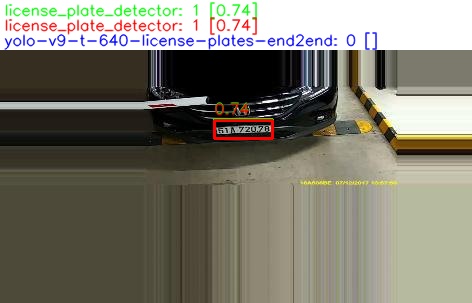 license_plate_detector: 1 [0.74]
license_plate_detector: 1 [0.74]
yolo-v9-t-640-license-plates-end2end: 0 []
0.74
51A 72078